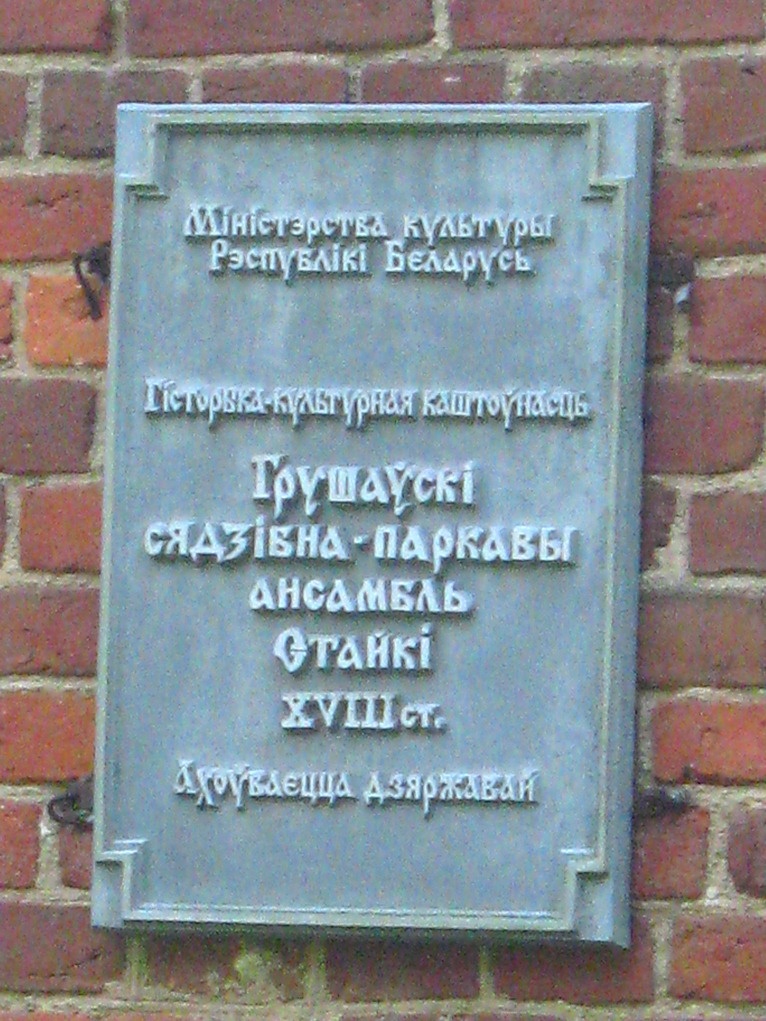 Міністэрства культуры
Рэспублікі Беларусь
Гісторыка-культурная каштоўнасць
Грушаўскі
сядзібна-паркавы
ансамбль
Стайкі
XVIII ст.
Ахоўваецца дзяржавай